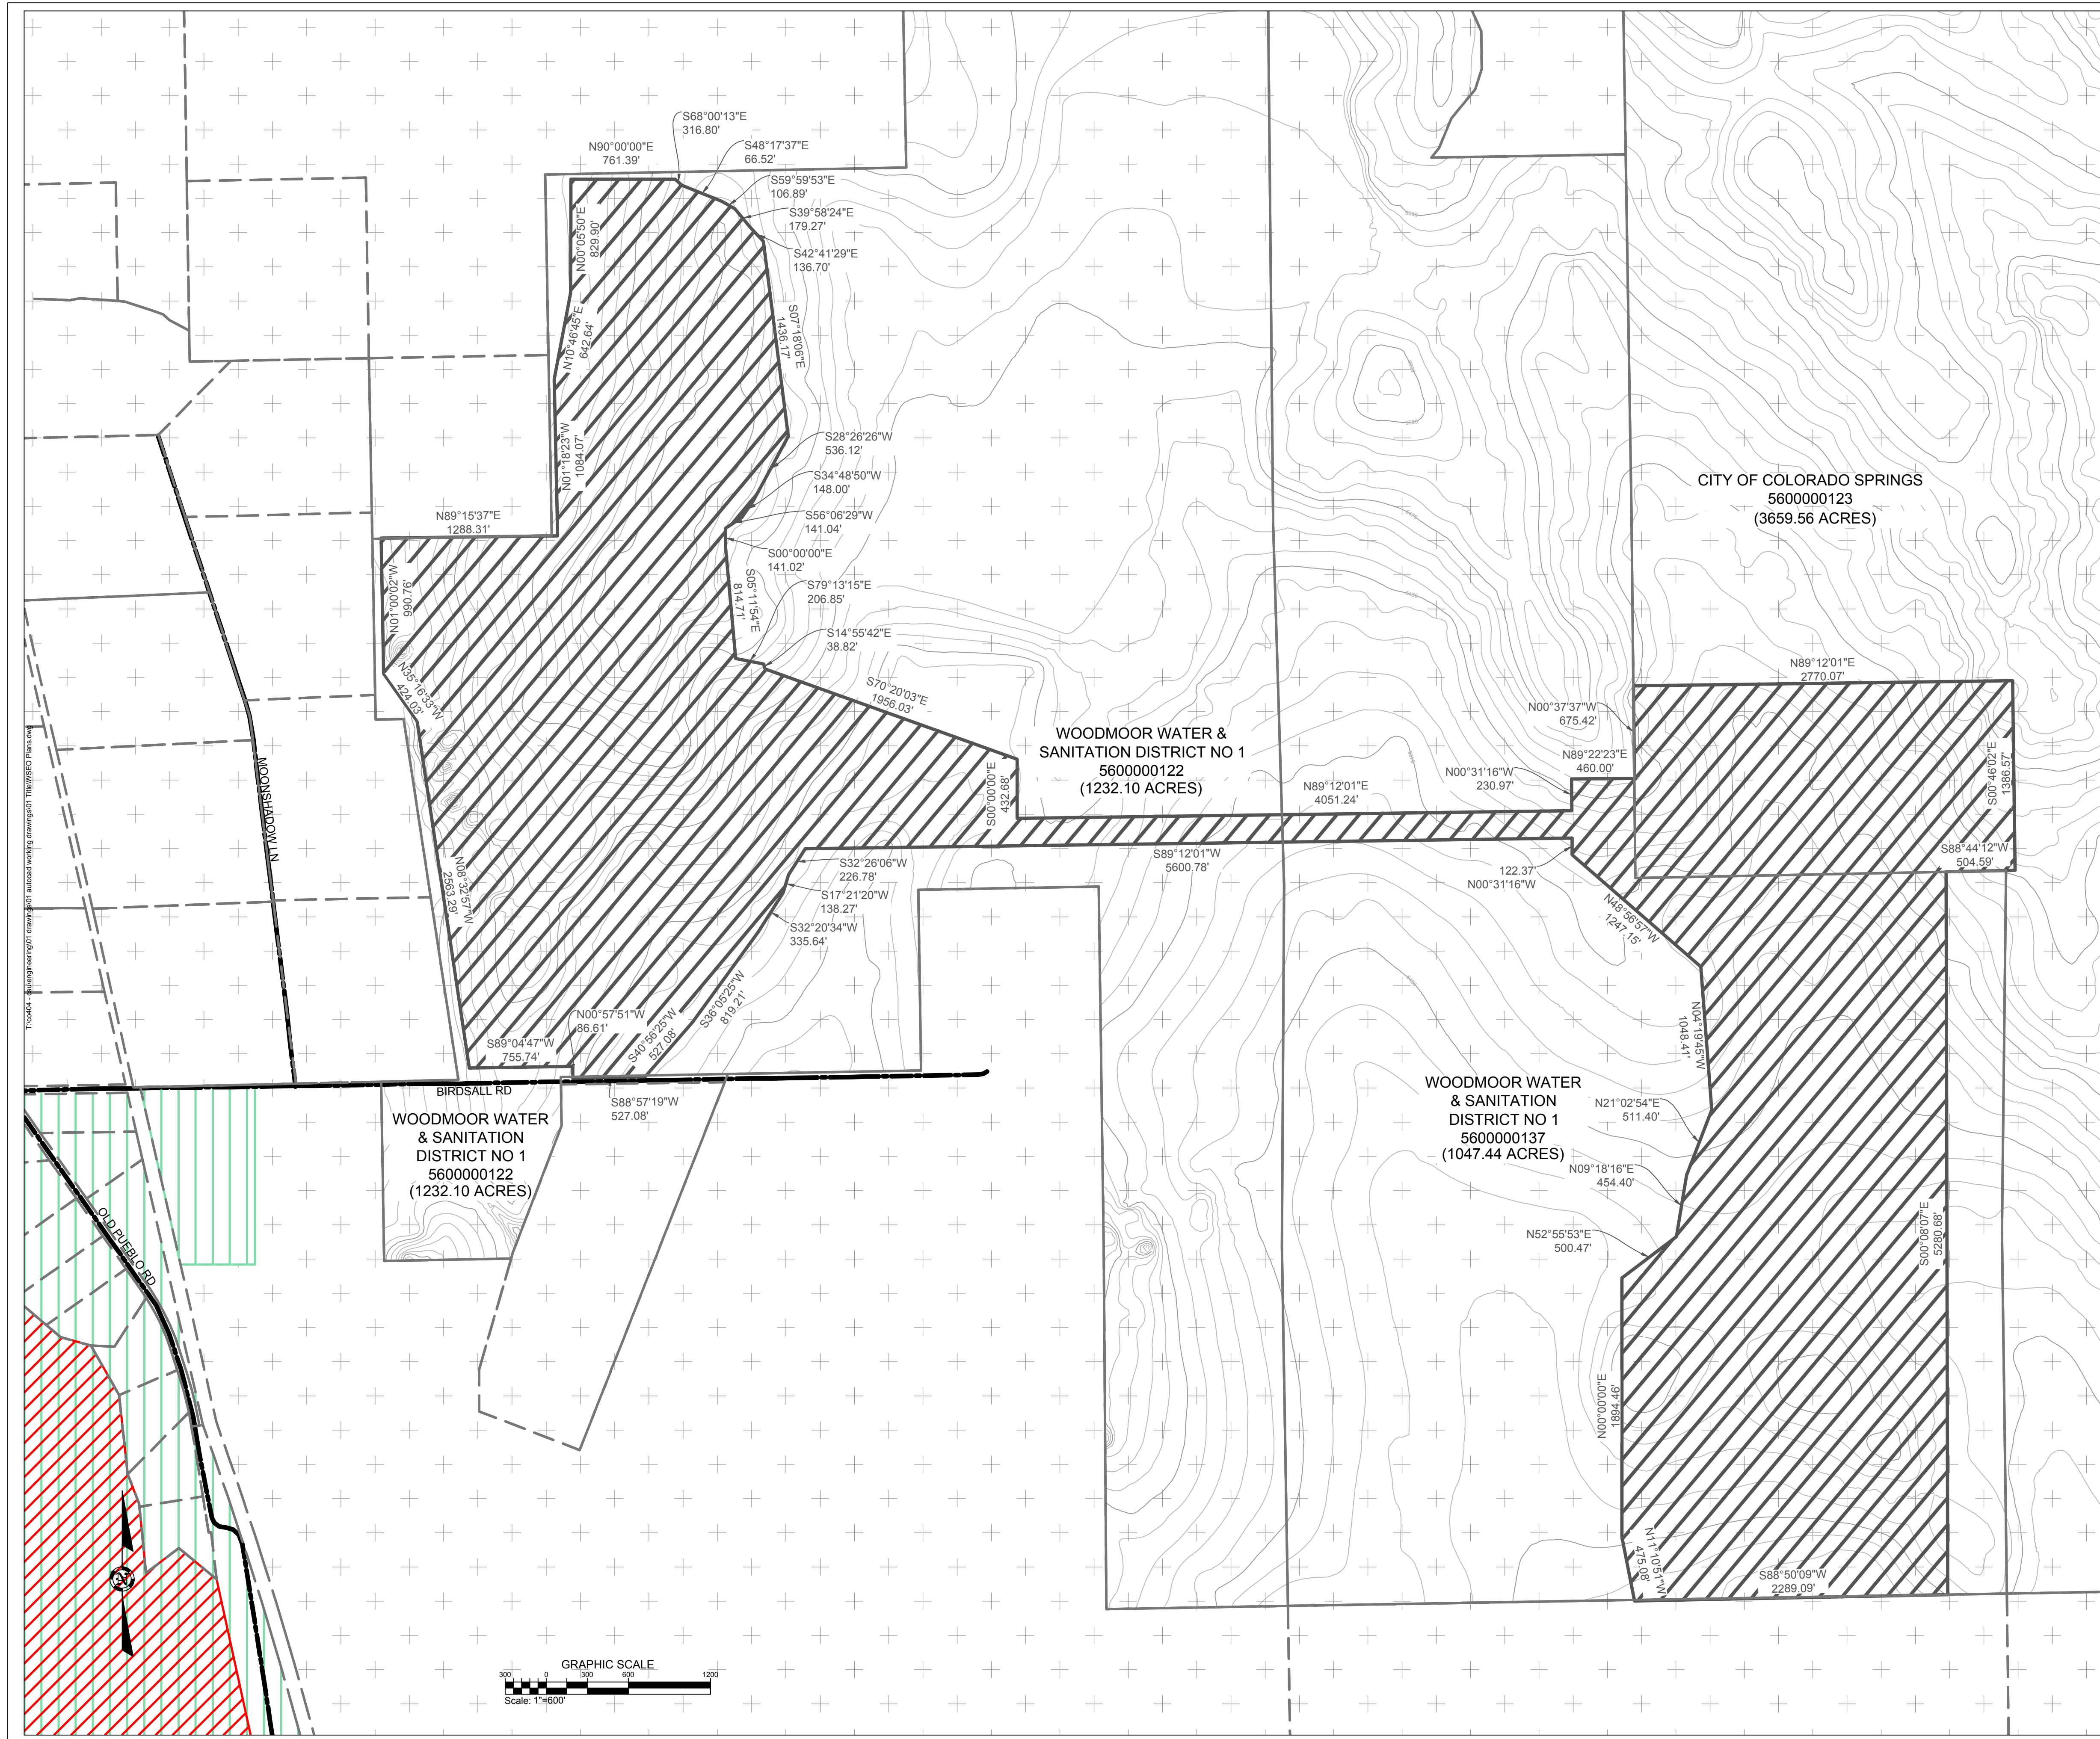 S68°00'13"E
316.80'
N90°00'00"E
761.39'
S48°17'37"E
66.52'
S59°59'53"E
106.89'
S39°58'24"E
179.27'
S42°41'29"E
136.70'
N00°05'50"E
829.90'
N10°46'45"E
642.64'
S07°18'06"E
1436.17'
N01°18'23"W
1084.07'
S28°26'26"W
536.12'
S34°48'50"W
148.00'
S56°06'29"W
141.04'
S00°00'00"E
141.02'
N89°15'37"E
1288.31'
N01°00'02"W
990.76'
S05°11'54"E
814.71'
S79°13'15"E
206.85'
S14°55'42"E
38.82'
N35°16'33"W
424.03'
S70°20'03"E
1956.03'
CITY OF COLORADO SPRINGS
5600000123
(3659.56 ACRES)
N89°12'01"E
2770.07'
N00°37'37"W
675.42'
WOODMOOR WATER &
SANITATION DISTRICT NO 1
5600000122
(1232.10 ACRES)
N89°22'23"E
460.00'
N00°31'16"W
230.97'
N89°12'01"E
4051.24'
S00°46'02"E
1386.57'
S00°00'00"E
432.68'
MOONSHADOW LN
T:\co404 - dsu\engineering\01 drawings\01 autocad working drawings\01 Title\WSEO Plans.dwg
S89°12'01"W
5600.78'
S88°44'12"W
504.59'
122.37'
N00°31'16"W
S32°26'06"W
226.78'
S17°21'20"W
138.27'
S32°20'34"W
335.64'
N08°32'57"W
2563.29'
N48°56'57"W
1247.15'
S36°05'25"W
819.21'
N00°57'51"W
86.61'
S40°56'25"W
527.08'
S89°04'47"W
755.74'
N04°19'45"W
1048.41'
BIRDSALL RD
S88°57'19"W
527.08'
WOODMOOR WATER
& SANITATION
DISTRICT NO 1
5600000122
(1232.10 ACRES)
WOODMOOR WATER
& SANITATION
DISTRICT NO 1
5600000137
(1047.44 ACRES)
N21°02'54"E
511.40'
N09°18'16"E
454.40'
N52°55'53"E
500.47'
S00°08'07"E
5280.68'
OLD PUEBLO RD
N00°00'00"E
1894.46'
N11°10'51"W
475.08'
S88°50'09"W
2289.09'
N
GRAPHIC SCALE
300 0 300 600 1200
Scale: 1"=600'